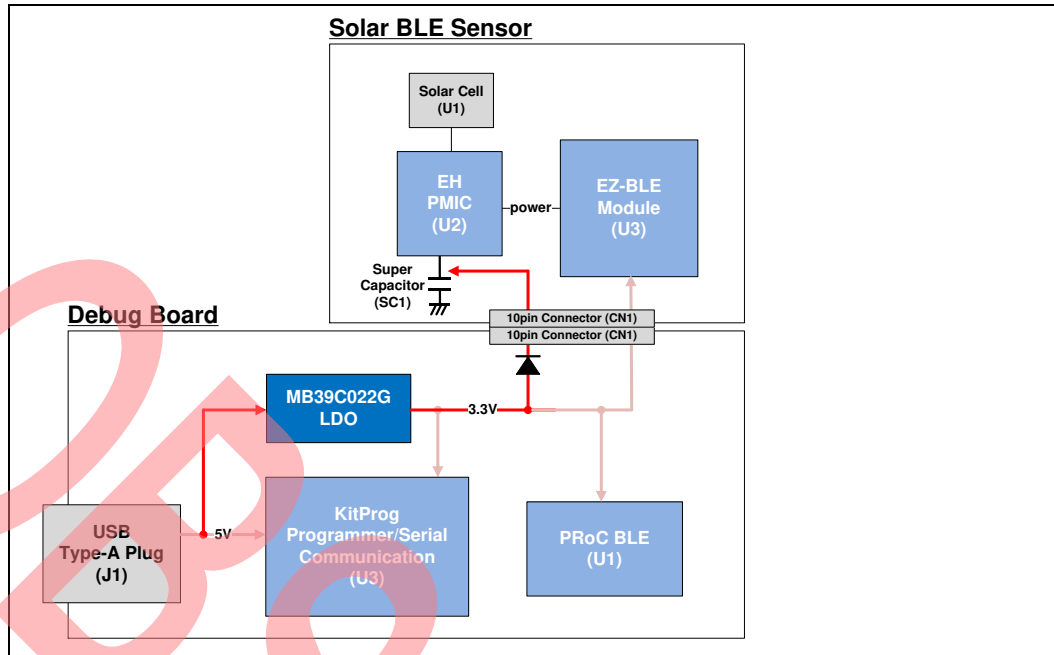 Solar BLE Sensor
Solar Cell
(U1)
EH
PMIC
(U2)
power
EZ-BLE
Module
(U3)
Super
Capacitor
(SC1)
10pin Connector (CN1)
10pin Connector (CN1)
Debug Board
MB39C022G
LDO
3.3V
USB
Type-A Plug
(J1)
5V
KitProg
Programmer/Serial
Communication
(U3)
PRoC BLE
(U1)